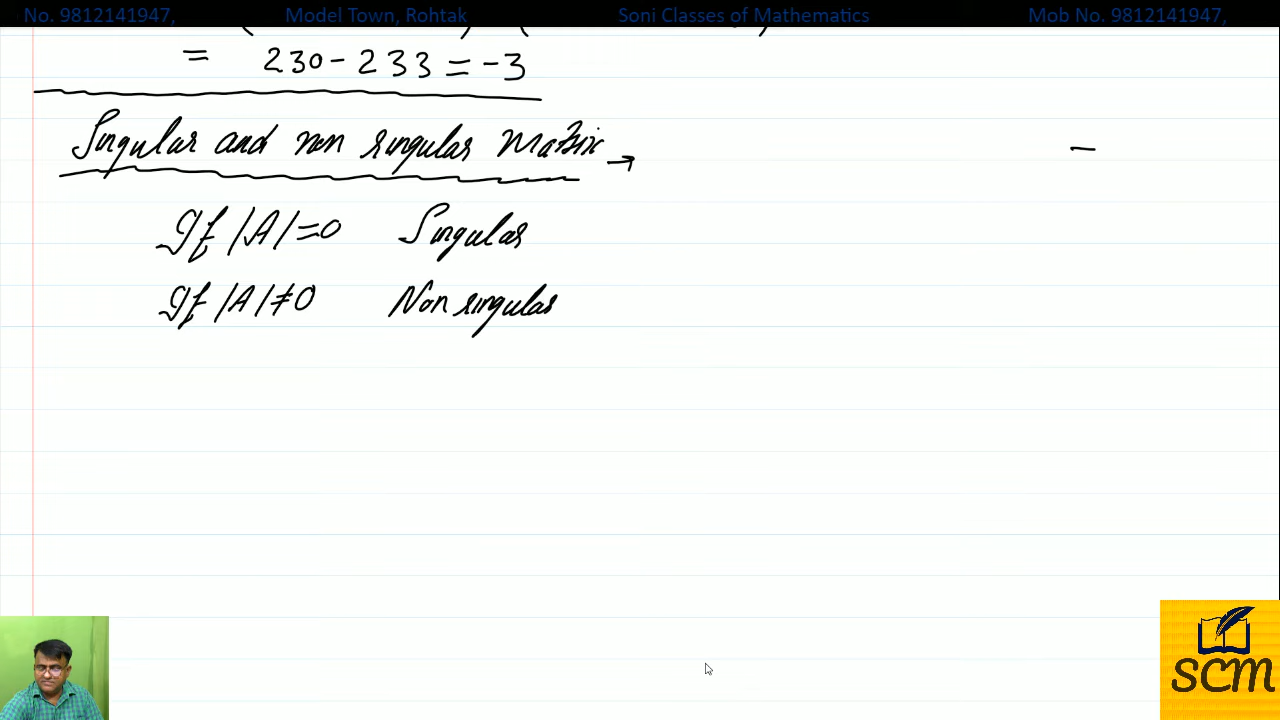 No. 9812141947, Model Town, Rohtak Soni Classes of Mathematics Mob No. 9812141947,
= 230 - 233 = -3
Singular and non singular Matrix →
If |A| = 0 Singular
If |A| ≠ 0 Non singular
SCM